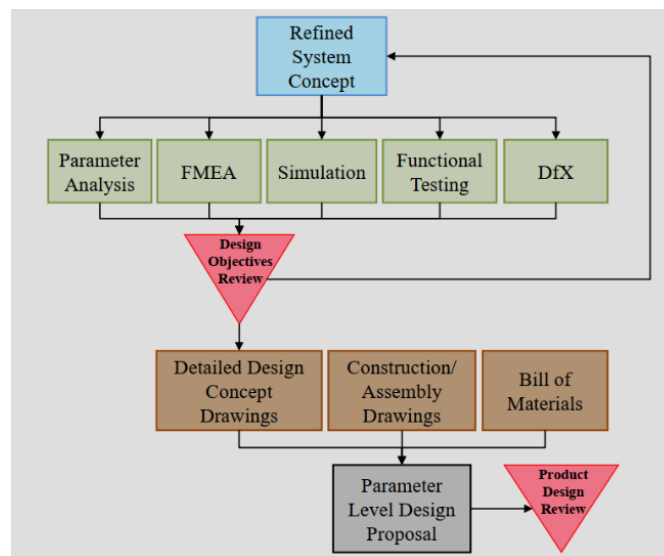 Refined
System
Concept
Parameter
Analysis
FMEA
Simulation
Functional
Testing
DfX
Design
Objectives
Review
Detailed Design
Concept
Drawings
Construction/
Assembly
Drawings
Bill of
Materials
Parameter
Level Design
Proposal
Product
Design
Review